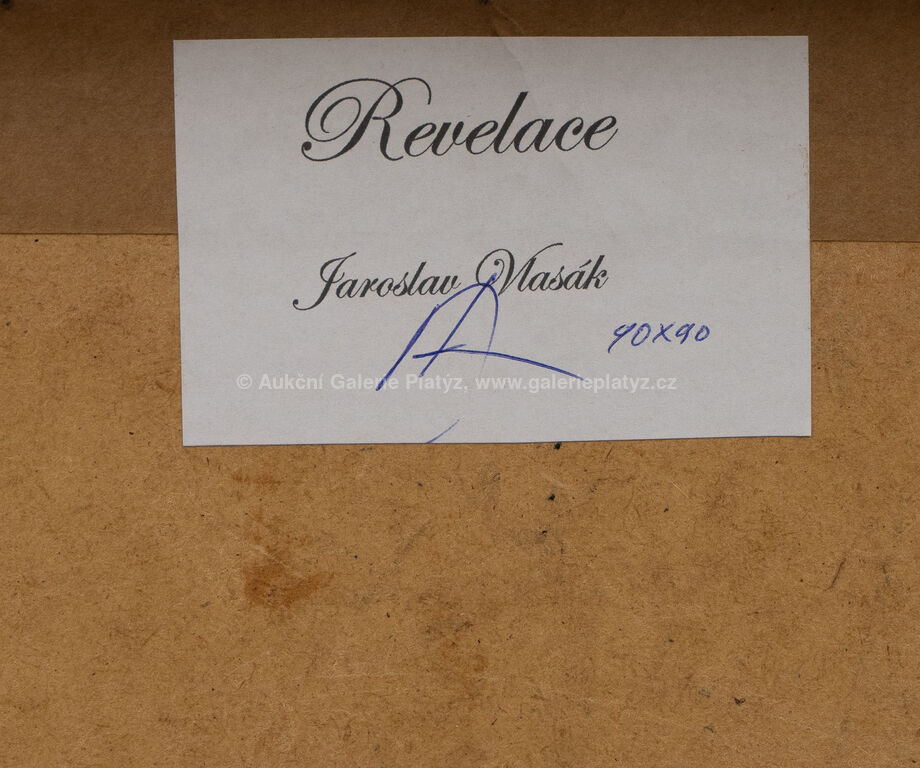 Revelace
Jaroslav Vlasák
90x90
© Aukční Galerie Platýz, www.galerieplatyz.cz